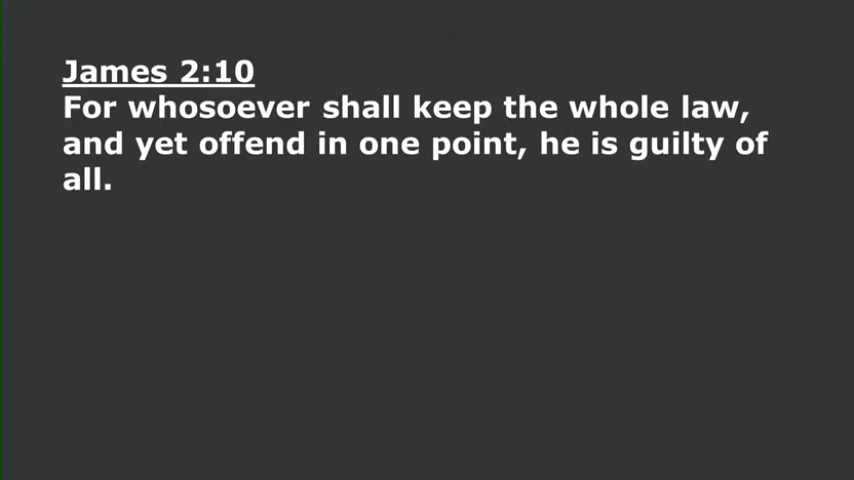 James 2:10
For whosoever shall keep the whole law,
and yet offend in one point, he is guilty of
all.